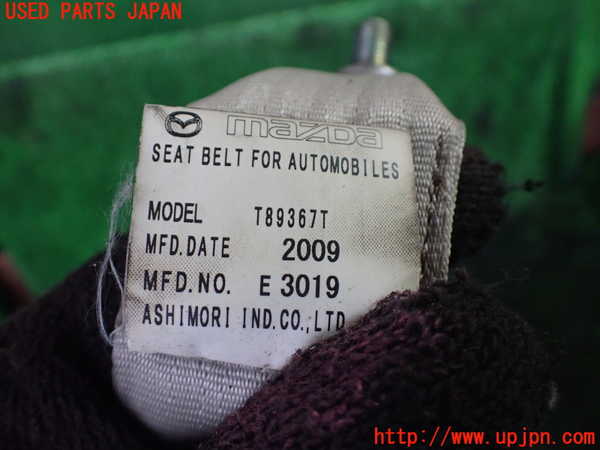 USED PARTS JAPAN
mazda
SEAT BELT FOR AUTOMOBILES
MODEL T89367T
MFD.DATE 2009
MFD.NO. E 3019
ASHIMORI IND.CO.,LTD
http://www.upjpn.com/